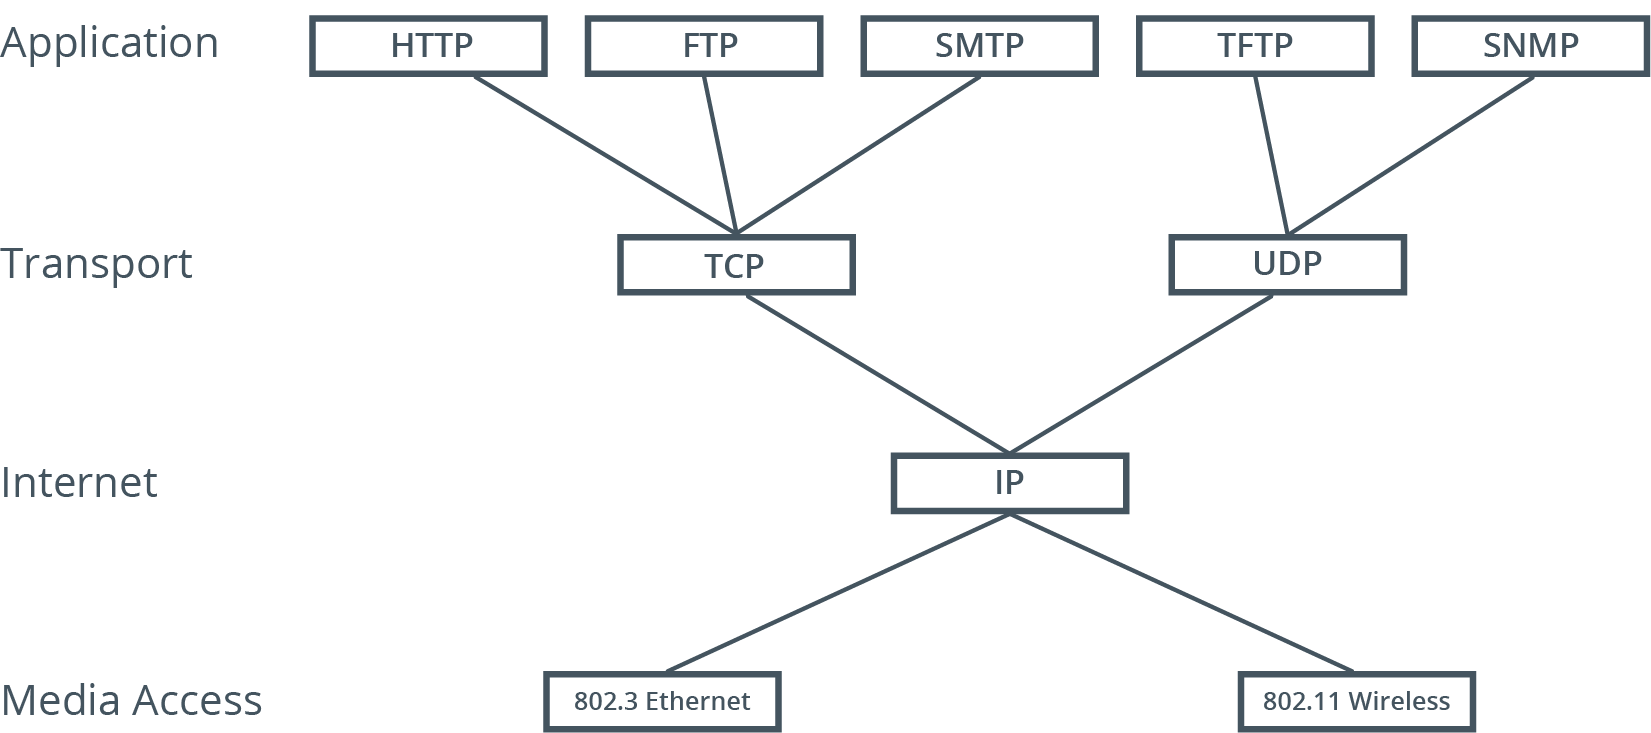 Application
HTTP
FTP
SMTP
TFTP
SNMP
Transport
TCP
UDP
Internet
IP
Media Access
802.3 Ethernet
802.11 Wireless